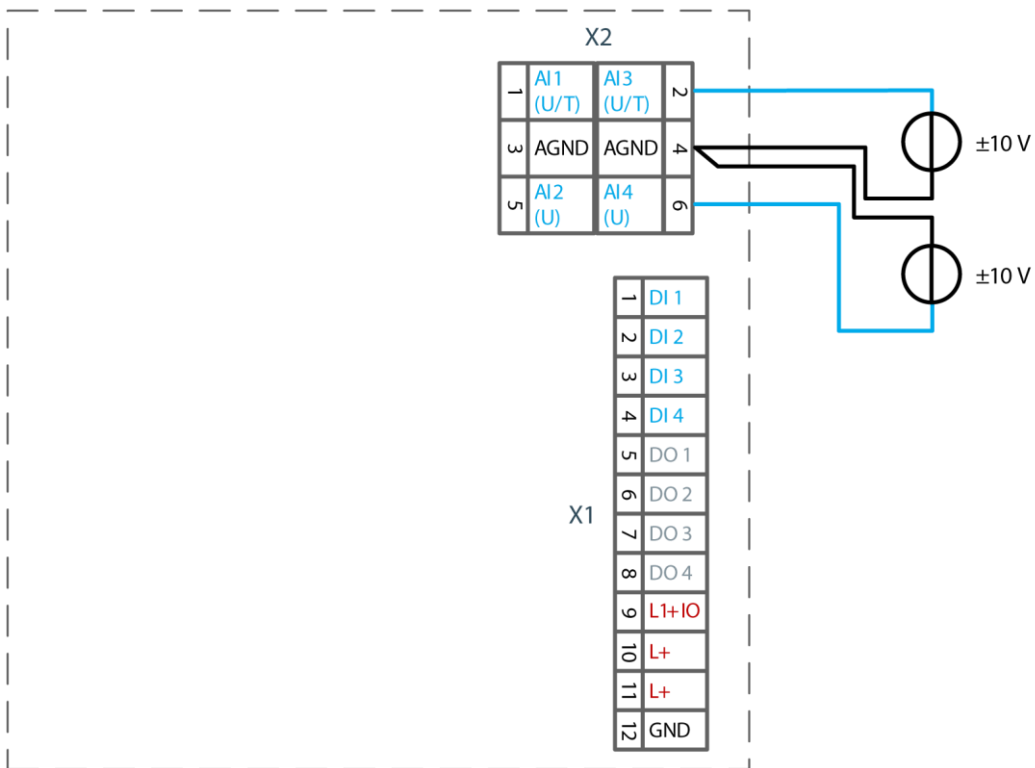 X2
1 AI1 AI3 2
(U/T) (U/T)
±10 V
3 AGND AGND 4
5 AI2 AI4 6
(U) (U)
±10 V
1 DI 1
2 DI 2
3 DI 3
4 DI 4
5 DO 1
6 DO 2
X1
7 DO 3
8 DO 4
9 L1+IO
10 L+
11 L+
12 GND